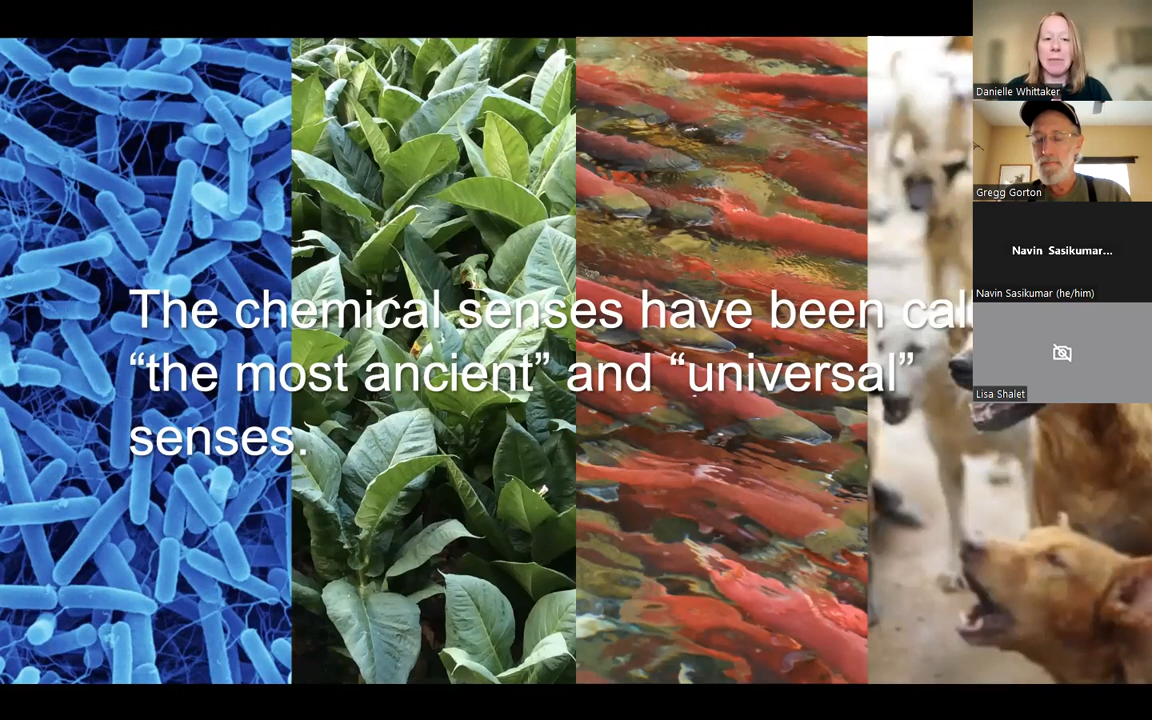 The chemical senses have been cal
“the most ancient” and “universal”
senses.
Danielle Whittaker
Gregg Gorton
Navin Sasikumar...
Navin Sasikumar (he/him)
Lisa Shalet